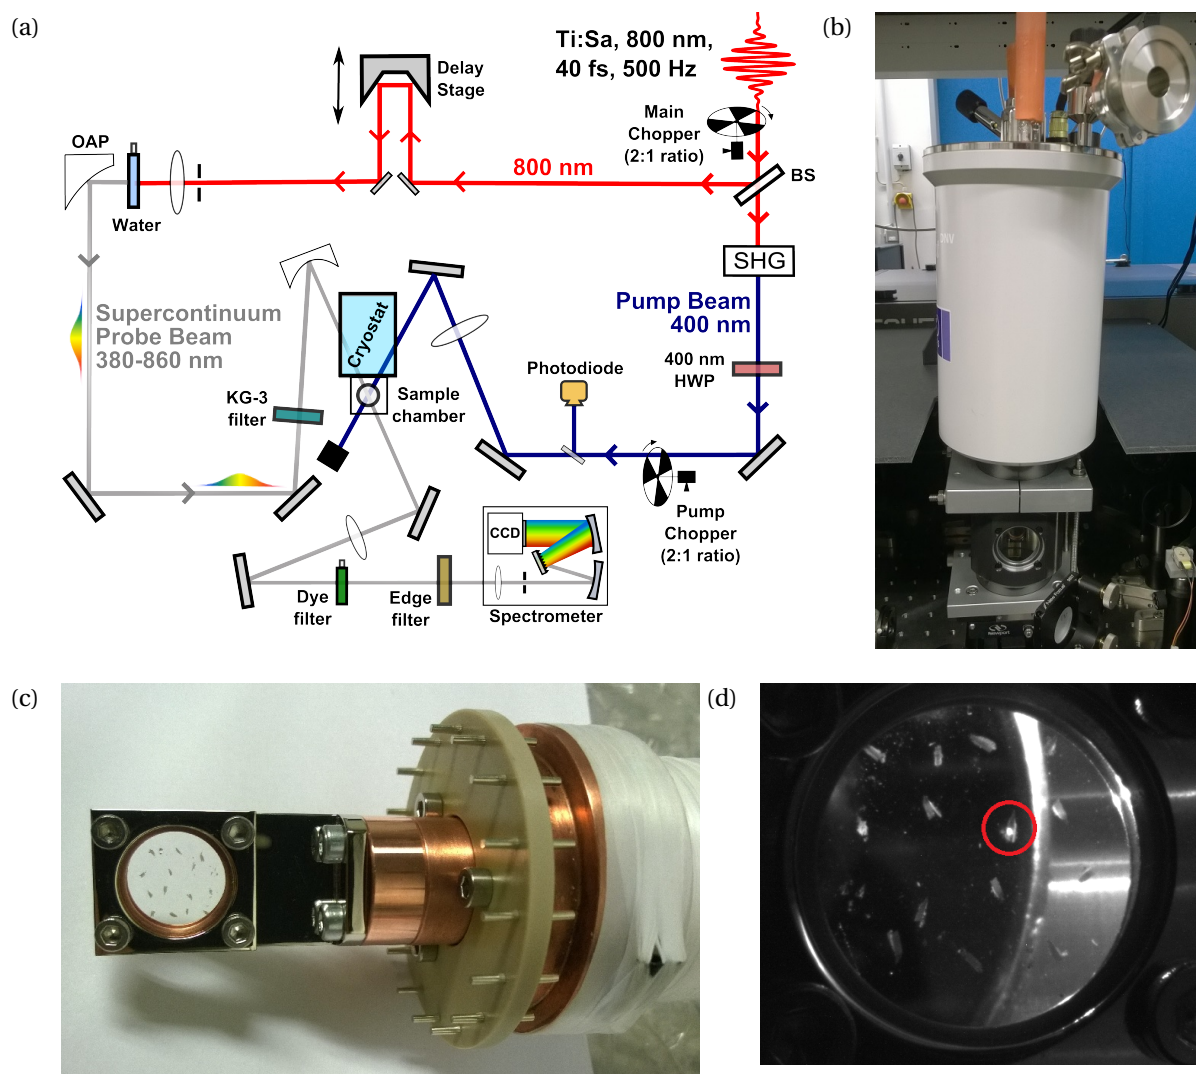 (a)
Ti:Sa, 800 nm,
40 fs, 500 Hz
Delay
Stage
Main
Chopper
(2:1 ratio)
OAP
800 nm
BS
Water
SHG
Supercontinuum
Probe Beam
380-860 nm
Cryostat
Pump Beam
400 nm
400 nm
HWP
Photodiode
KG-3
filter
Sample
chamber
Pump
Chopper
(2:1 ratio)
CCD
Dye
filter
Edge
filter
Spectrometer
(b)
Newport
(c)
(d)